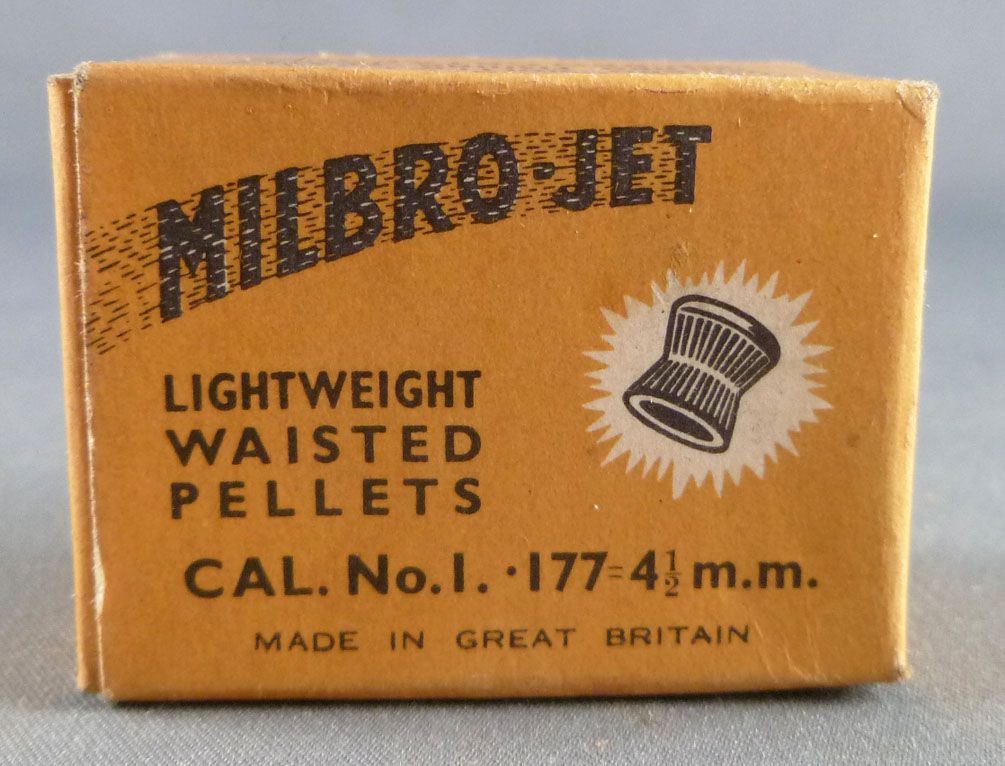 MILBRO-JET
LIGHTWEIGHT
WAISTED
PELLETS
CAL. No. 1. ·177=4½ m.m.
MADE IN GREAT BRITAIN